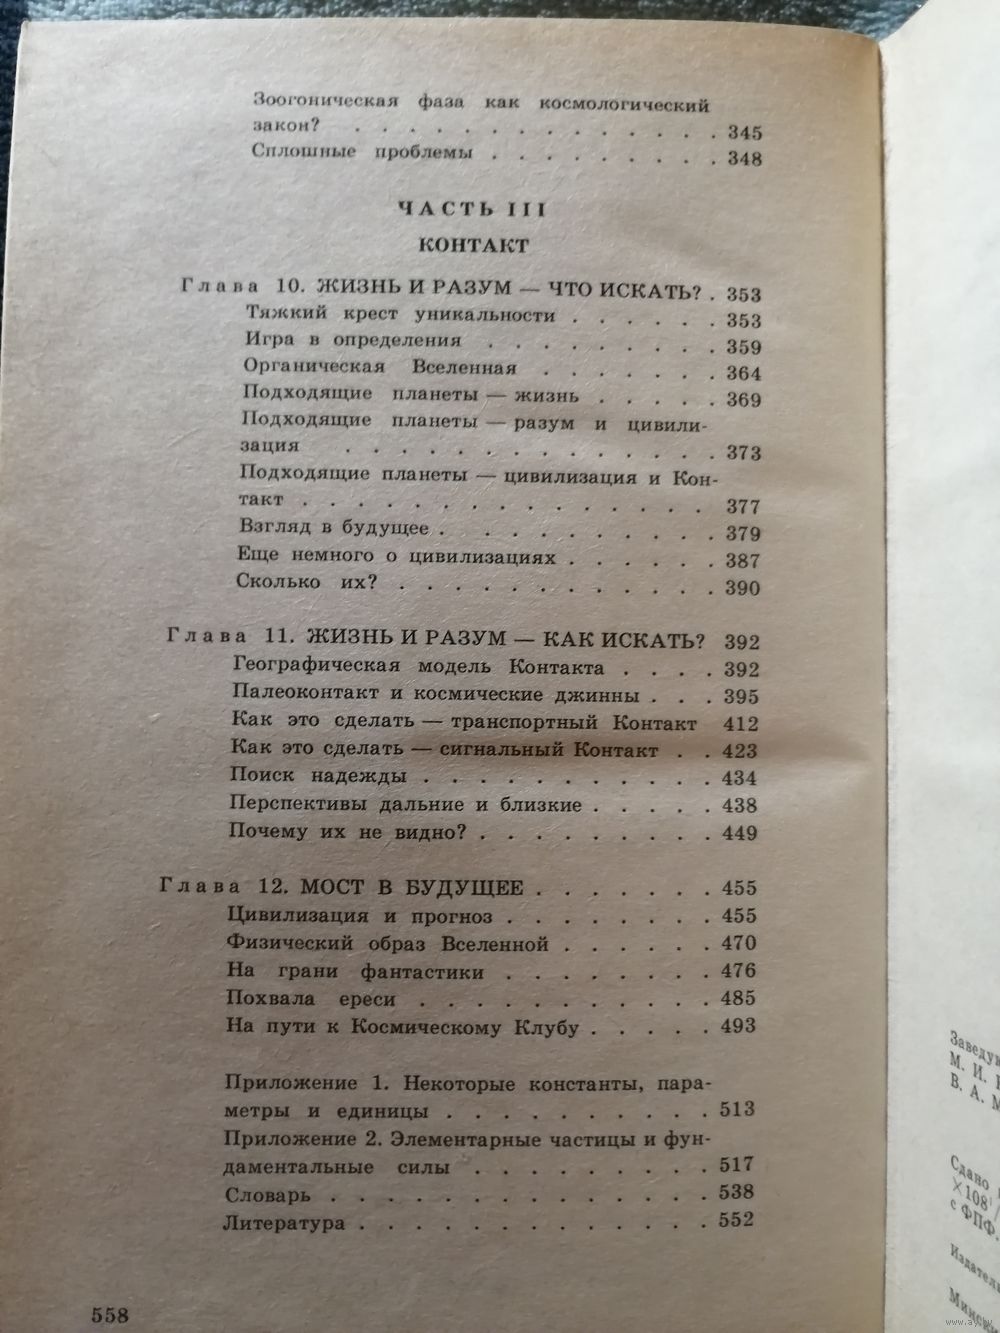 Зоогоническая фаза как космологический
закон? . . . . . . . . . . . . . . 345
Сплошные проблемы . . . . . . . . . 348
ЧАСТЬ III
КОНТАКТ
Глава 10. ЖИЗНЬ И РАЗУМ — ЧТО ИСКАТЬ? . 353
Тяжкий крест уникальности . . . . . . 353
Игра в определения . . . . . . . . . 359
Органическая Вселенная . . . . . . . 364
Подходящие планеты — жизнь . . . . . 369
Подходящие планеты — разум и цивили-
зация . . . . . . . . . . . . . . 373
Подходящие планеты — цивилизация и Кон-
такт . . . . . . . . . . . . . . . 377
Взгляд в будущее . . . . . . . . . . 379
Еще немного о цивилизациях . . . . . . 387
Сколько их? . . . . . . . . . . . . 390
Глава 11. ЖИЗНЬ И РАЗУМ — КАК ИСКАТЬ? 392
Географическая модель Контакта . . . . 392
Палеоконтакт и космические джинны . . . 395
Как это сделать — транспортный Контакт 412
Как это сделать — сигнальный Контакт . . 423
Поиск надежды . . . . . . . . . . . 434
Перспективы дальние и близкие . . . . . 438
Почему их не видно? . . . . . . . . . 449
Глава 12. МОСТ В БУДУЩЕЕ . . . . . . . 455
Цивилизация и прогноз . . . . . . . . 455
Физический образ Вселенной . . . . . . 470
На грани фантастики . . . . . . . . 476
Похвала ереси . . . . . . . . . . . 485
На пути к Космическому Клубу . . . . . 493
Приложение 1. Некоторые константы, пара-
метры и единицы . . . . . . . . . . 513
Приложение 2. Элементарные частицы и фун-
даментальные силы . . . . . . . . . 517
Словарь . . . . . . . . . . . . . . 538
Литература . . . . . . . . . . . . . 552
558
М. И.
В. А.
Сдано
×108
с ФПФ.